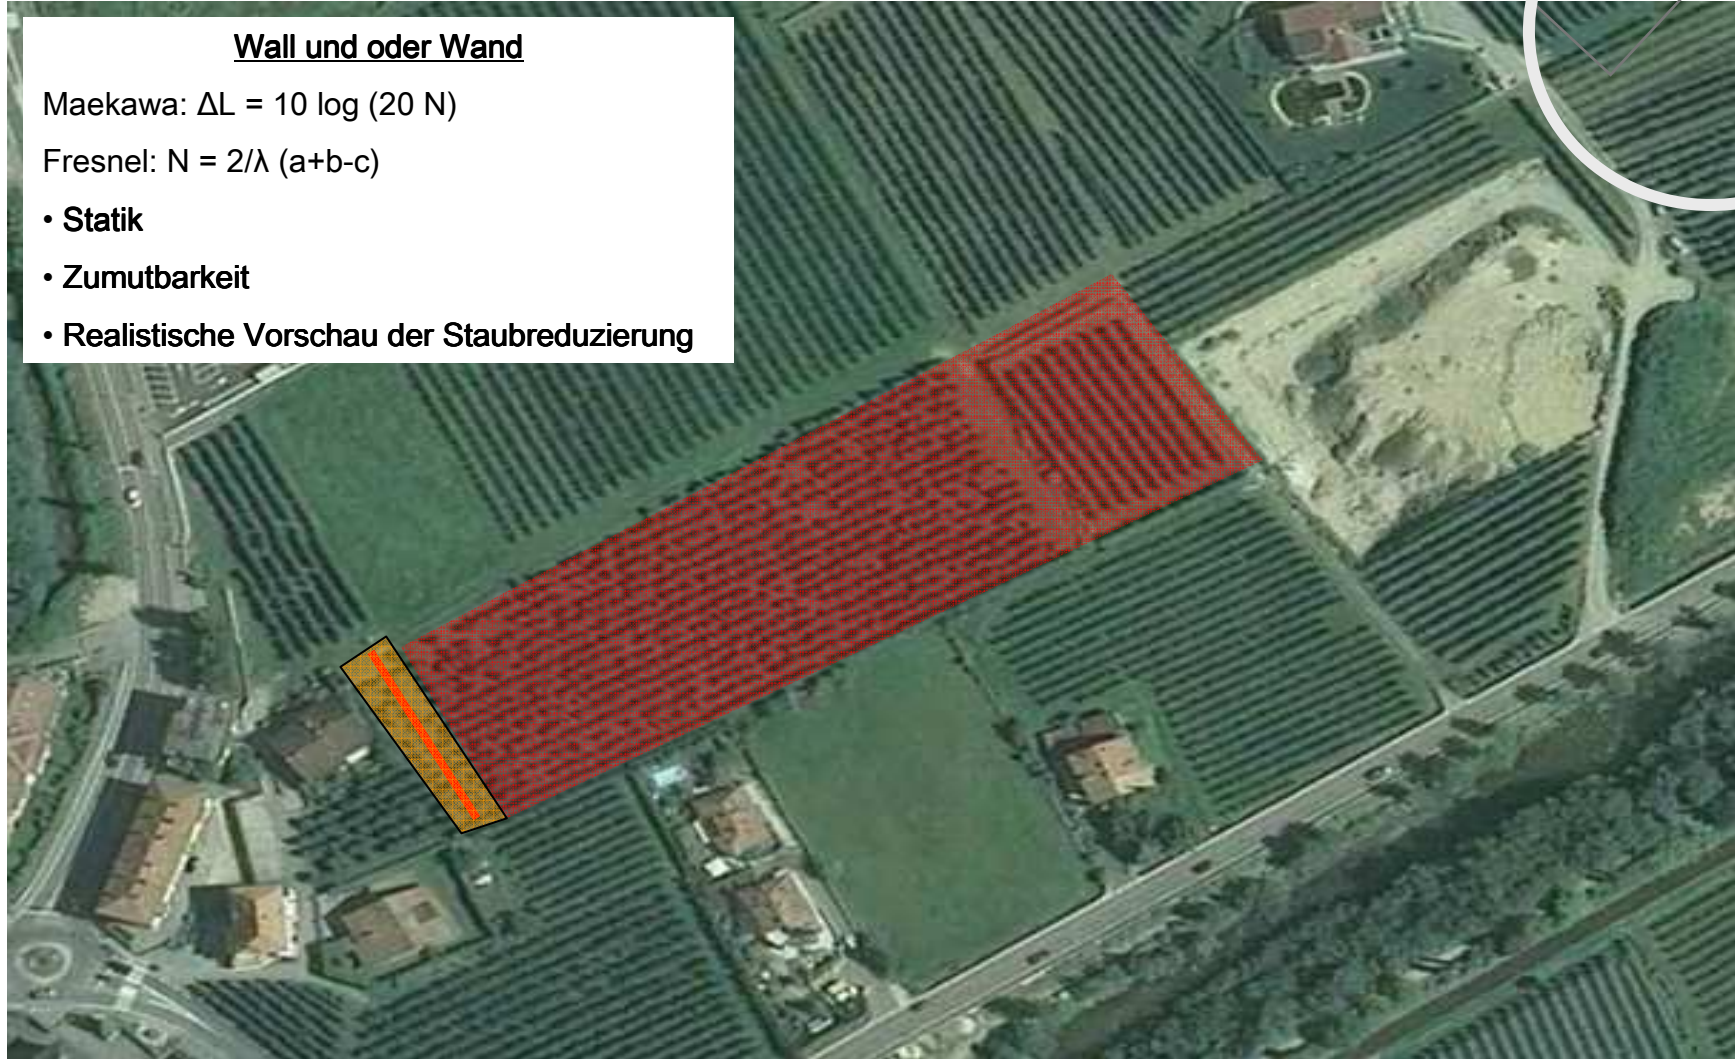 Wall und oder Wand
Maekawa: ΔL = 10 log (20 N)
Fresnel: N = 2/λ (a+b-c)
• Statik
• Zumutbarkeit
• Realistische Vorschau der Staubreduzierung